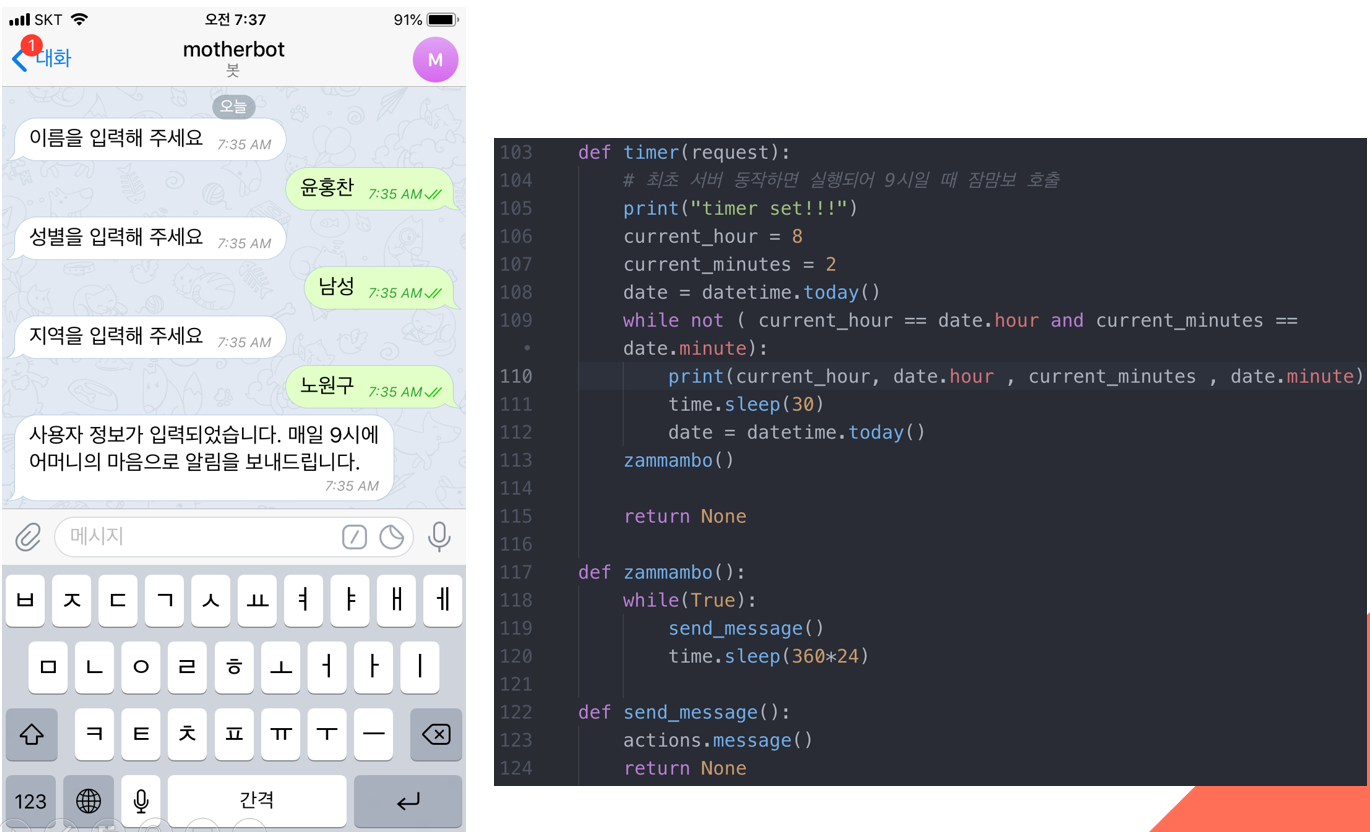 SKT 오전 7:37 91%
1
대화
motherbot
봇
M
오늘
이름을 입력해 주세요 7:35 AM
윤홍찬 7:35 AM
성별을 입력해 주세요 7:35 AM
남성 7:35 AM
지역을 입력해 주세요 7:35 AM
노원구 7:35 AM
사용자 정보가 입력되었습니다. 매일 9시에
어머니의 마음으로 알림을 보내드립니다.
7:35 AM
메시지
ㅂ ㅈ ㄷ ㄱ ㅅ ㅛ ㅕ ㅑ ㅐ ㅔ
ㅁ ㄴ ㅇ ㄹ ㅎ ㅗ ㅓ ㅏ ㅣ
ㅋ ㅌ ㅊ ㅍ ㅠ ㅜ ㅡ
123 간격
103 def timer(request):
104 # 최초 서버 동작하면 실행되어 9시일 때 잠맘보 호출
105 print("timer set!!!")
106 current_hour = 8
107 current_minutes = 2
108 date = datetime.today()
109 while not ( current_hour == date.hour and current_minutes ==
• date.minute):
110 print(current_hour, date.hour , current_minutes , date.minute)
111 time.sleep(30)
112 date = datetime.today()
113 zammambo()
114
115 return None
116
117 def zammambo():
118 while(True):
119 send_message()
120 time.sleep(360*24)
121
122 def send_message():
123 actions.message()
124 return None